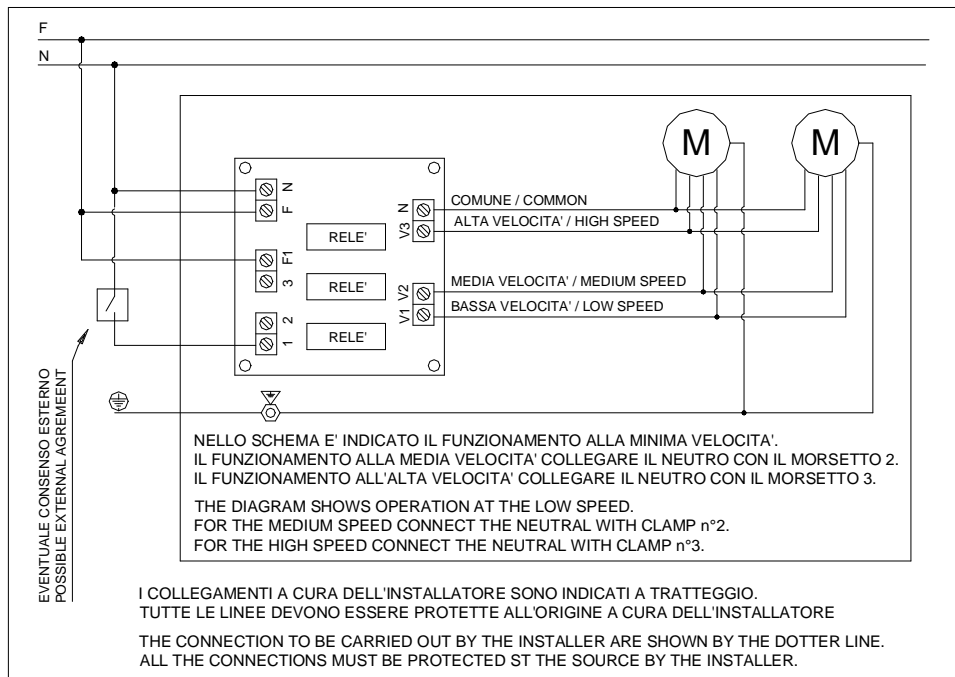 F
N
M
M
N
F
F1
3
2
1
RELE'
RELE'
RELE'
N
V3
V2
V1
COMUNE / COMMON
ALTA VELOCITA' / HIGH SPEED
MEDIA VELOCITA' / MEDIUM SPEED
BASSA VELOCITA' / LOW SPEED
EVENTUALE CONSENSO ESTERNO
POSSIBLE EXTERNAL AGREMEENT
NELLO SCHEMA E' INDICATO IL FUNZIONAMENTO ALLA MINIMA VELOCITA'.
IL FUNZIONAMENTO ALLA MEDIA VELOCITA' COLLEGARE IL NEUTRO CON IL MORSETTO 2.
IL FUNZIONAMENTO ALL'ALTA VELOCITA' COLLEGARE IL NEUTRO CON IL MORSETTO 3.
THE DIAGRAM SHOWS OPERATION AT THE LOW SPEED.
FOR THE MEDIUM SPEED CONNECT THE NEUTRAL WITH CLAMP n°2.
FOR THE HIGH SPEED CONNECT THE NEUTRAL WITH CLAMP n°3.
I COLLEGAMENTI A CURA DELL'INSTALLATORE SONO INDICATI A TRATTEGGIO.
TUTTE LE LINEE DEVONO ESSERE PROTETTE ALL'ORIGINE A CURA DELL'INSTALLATORE
THE CONNECTION TO BE CARRIED OUT BY THE INSTALLER ARE SHOWN BY THE DOTTER LINE.
ALL THE CONNECTIONS MUST BE PROTECTED ST THE SOURCE BY THE INSTALLER.